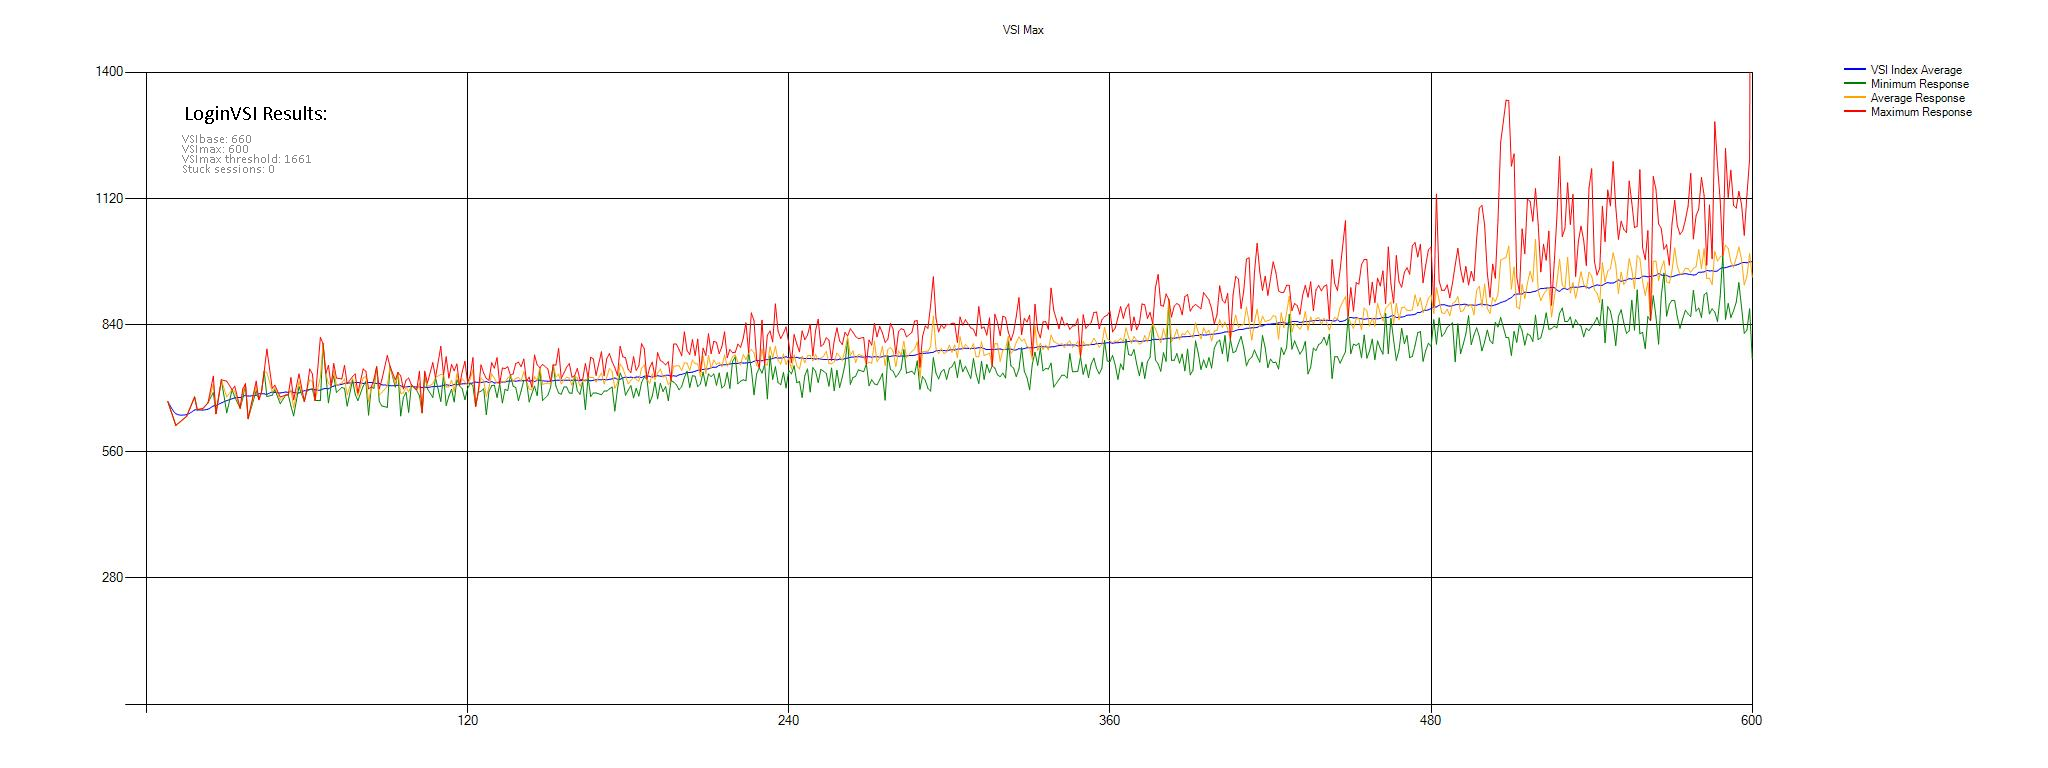 VSI Max
1400
1120
840
560
280
120
240
360
480
600
LoginVSI Results:
VSIbase: 660
VSImax: 600
VSImax threshold: 1661
Stuck sessions: 0
VSI Index Average
Minimum Response
Average Response
Maximum Response